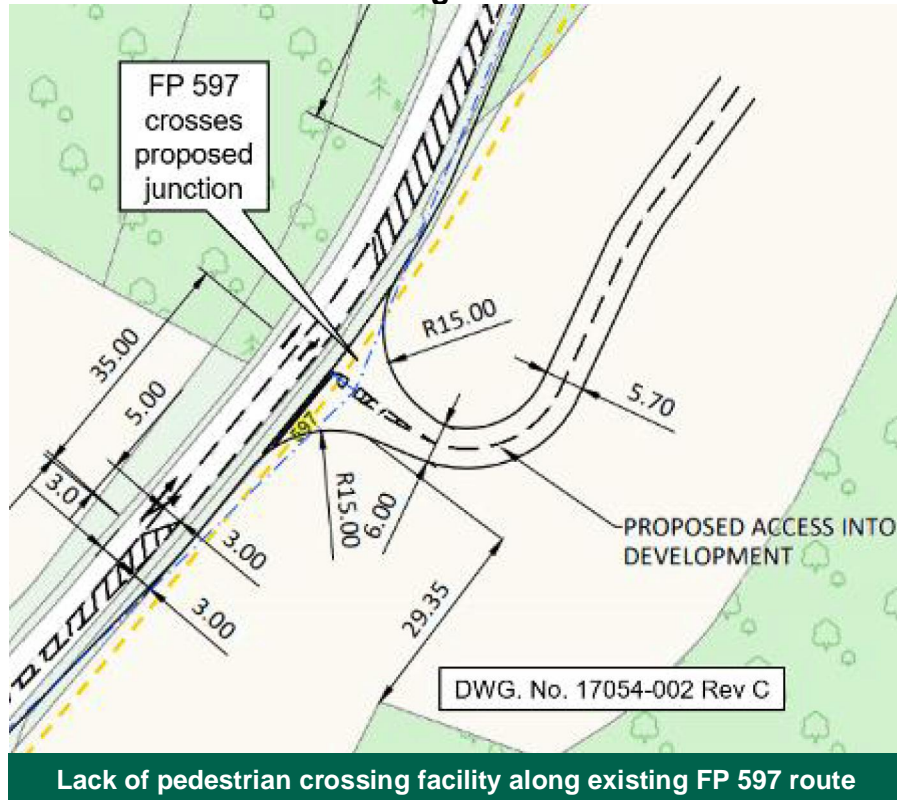 FP 597
crosses
proposed
junction
35.00
5.00
3.0
R15.00
5.70
597
R15.00
6.00
3.00
3.00
PROPOSED ACCESS INTO
DEVELOPMENT
29.35
DWG. No. 17054-002 Rev C
Lack of pedestrian crossing facility along existing FP 597 route